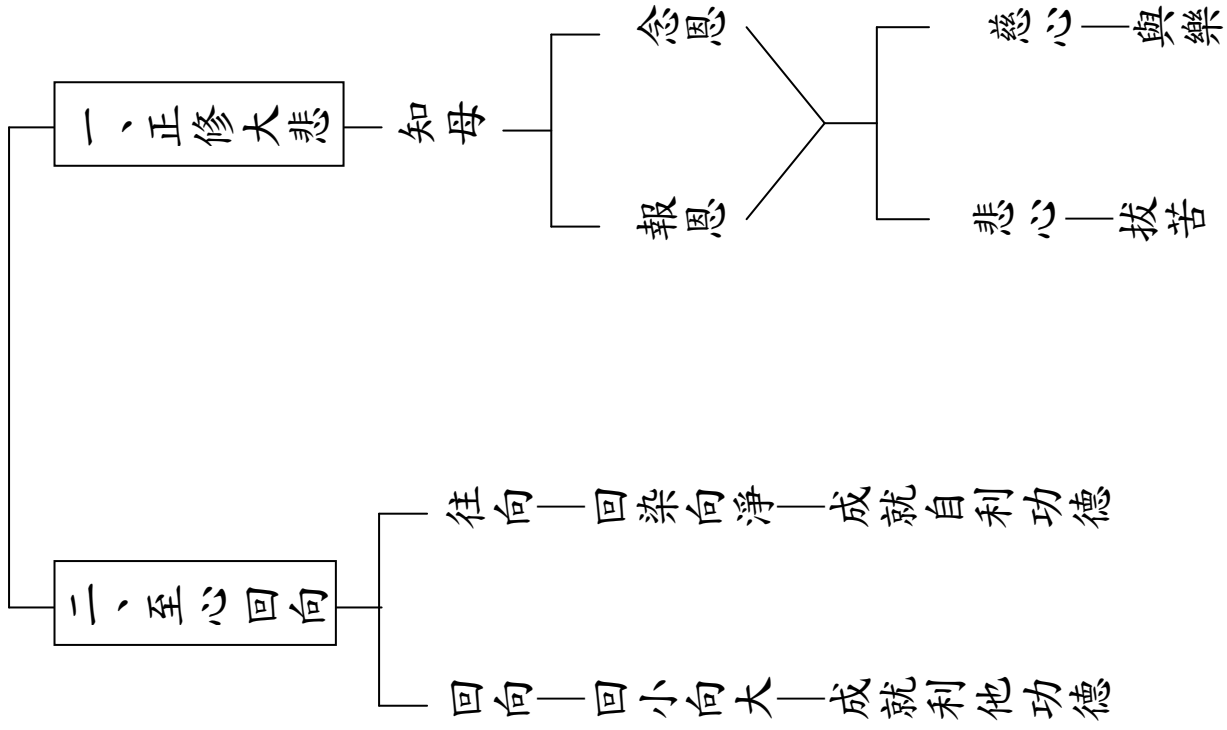 一、正修大悲
知母
念恩
報恩
慈心
與樂
悲心
拔苦
二、至心回向
往向
回染向淨
成就自利功德
回向
回小向大
成就利他功德